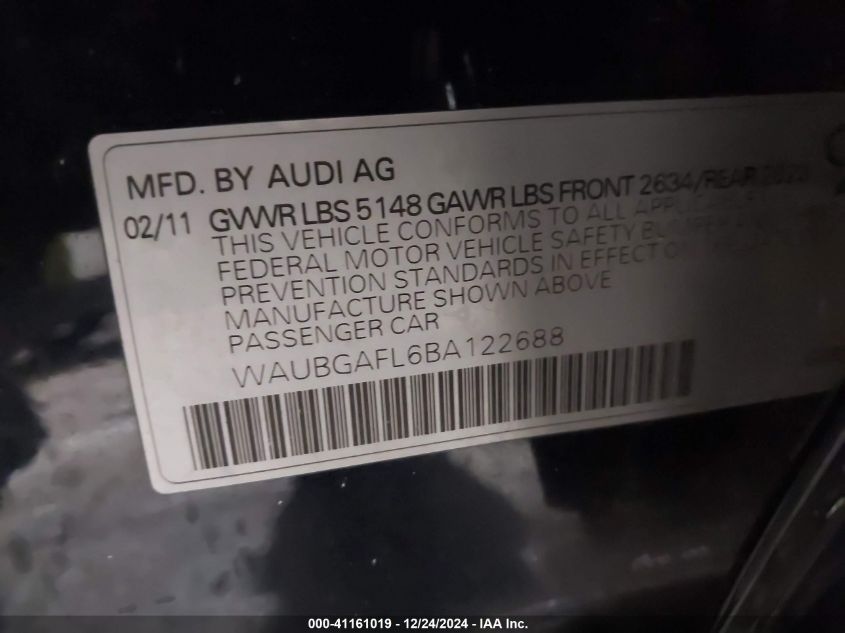 MFD. BY AUDI AG
02/11 GVWR LBS 5148 GAWR LBS FRONT 2634/REAR
THIS VEHICLE CONFORMS TO ALL
FEDERAL MOTOR VEHICLE SAFETY
PREVENTION STANDARDS IN EFFECT
MANUFACTURE SHOWN ABOVE
PASSENGER CAR
WAUBGAFL6BA122688
000-41161019 - 12/24/2024 - IAA Inc.